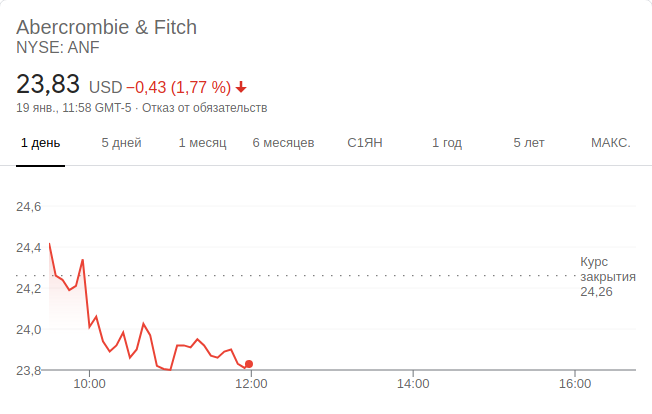 Abercrombie & Fitch
NYSE: ANF
23,83 USD −0,43 (1,77 %)
19 янв., 11:58 GMT-5 · Отказ от обязательств
1 день 5 дней 1 месяц 6 месяцев С1ЯН 1 год 5 лет МАКС.
24,6
24,4
Курс
закрытия
24,26
24,2
24,0
23,8
10:00 12:00 14:00 16:00